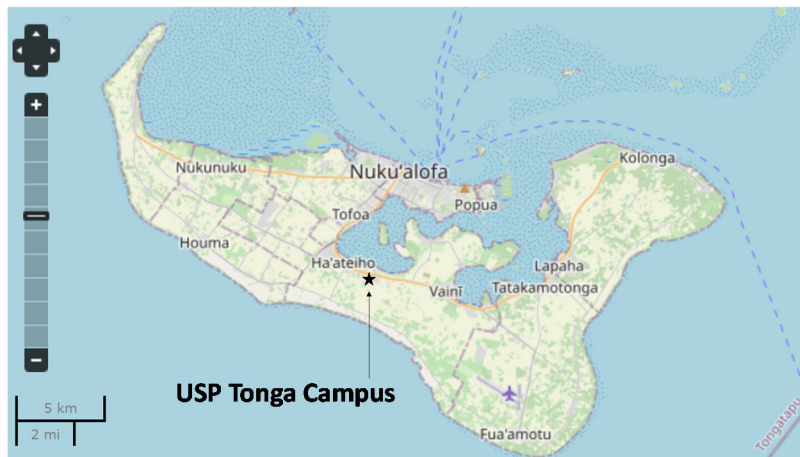 +
Nukunuku
Nuku'alofa
Kolonga
Popua
Tofoa
Houma
Ha'ateiho
Lapaha
Vainī
Tatakamotonga
USP Tonga Campus
5 km
2 mi
Fua'amotu
Tongatapu
−